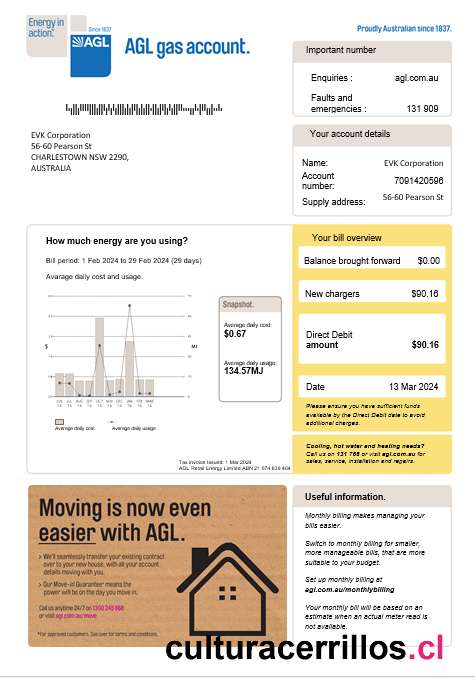 Energy in
action.
Since 1837
AGL
AGL gas account.
Proudly Australian since 1837.
Important number
Enquiries : agl.com.au
Faults and
emergencies : 131 909
EVK Corporation
56-60 Pearson St
CHARLESTOWN NSW 2290,
AUSTRALIA
Your account details
Name: EVK Corporation
Account
number: 7091420596
Supply address: 56-60 Pearson St
How much energy are you using?
Bill period: 1 Feb 2024 to 29 Feb 2024 (29 days)
Avarage daily cost and usage.
$
MJ
JUN JUL AUG SEP OCT NOV DEC JAN FEB MAR
Average daily cost
Average daily usage
Snapshot.
Average daily cost:
$0.67
Average daily usage:
134.57MJ
Tax invoice Issued: 1 Mar 2024
AGL Retail Energy Limited ABN 21 074 839 464
Your bill overview
Balance brought forward $0.00
New chargers $90.16
Direct Debit
amount $90.16
Date 13 Mar 2024
Please ensure you have sufficient funds
available by the Direct Debit date to avoid
additional charges.
Cooling, hot water and heating needs?
Call us on 131 766 or visit agl.com.au for
sales, service, installation and repairs.
Moving is now even
easier with AGL.
> We'll seamlessly transfer your existing contract
over to your new house, with all your account
details moving with you.
> Our Move-in Guarantee* means the
power will be on the day you move in.
Call us anytime 24/7 on 1300 245 668
or visit agl.com.au/move
*For approved customers. See over for terms and conditions.
Useful information.
Monthly billing makes managing your
bills easier.
Switch to monthly billing for smaller,
more manageable bills, that are more
suitable to your budget.
Set up monthly billing at
agl.com.au/monthlybilling
Your monthly bill will be based on an
estimate when an actual meter read is
not available.
culturacerrillos.cl